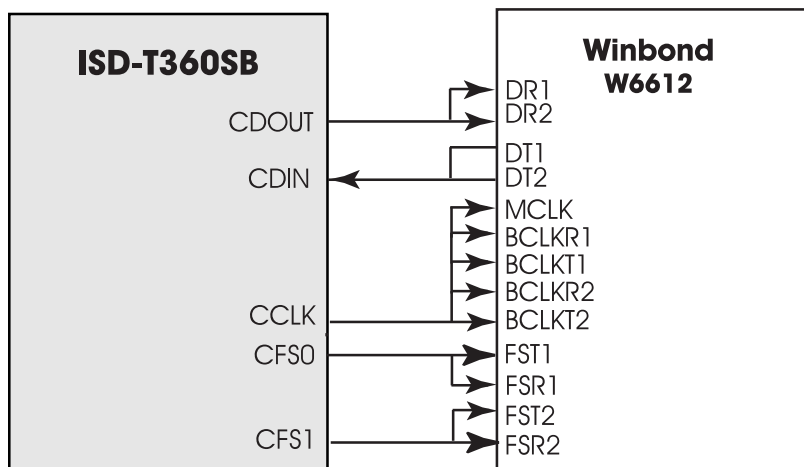 ISD-T360SB
CDOUT
CDIN
CCLK
CFS0
CFS1
Winbond
W6612
DR1
DR2
DT1
DT2
MCLK
BCLKR1
BCLKT1
BCLKR2
BCLKT2
FST1
FSR1
FST2
FSR2